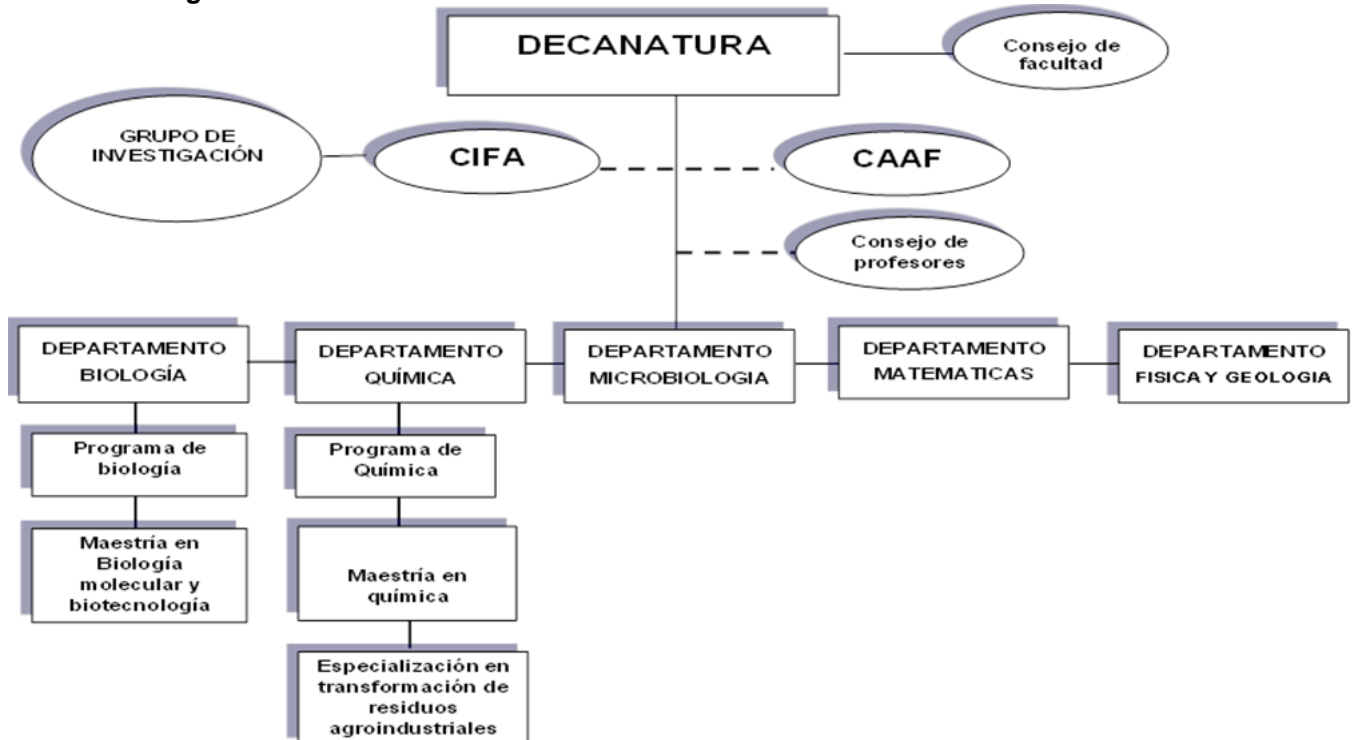 DECANATURA
Consejo de
facultad
GRUPO DE
INVESTIGACIÓN
CIFA
CAAF
Consejo de
profesores
DEPARTAMENTO
BIOLOGÍA
DEPARTAMENTO
QUÍMICA
DEPARTAMENTO
MICROBIOLOGIA
DEPARTAMENTO
MATEMATICAS
DEPARTAMENTO
FISICA Y GEOLOGIA
Programa de
biología
Programa de
Química
Maestría en
Biología
molecular y
biotecnología
Maestría en
química
Especialización en
transformación de
residuos
agroindustriales